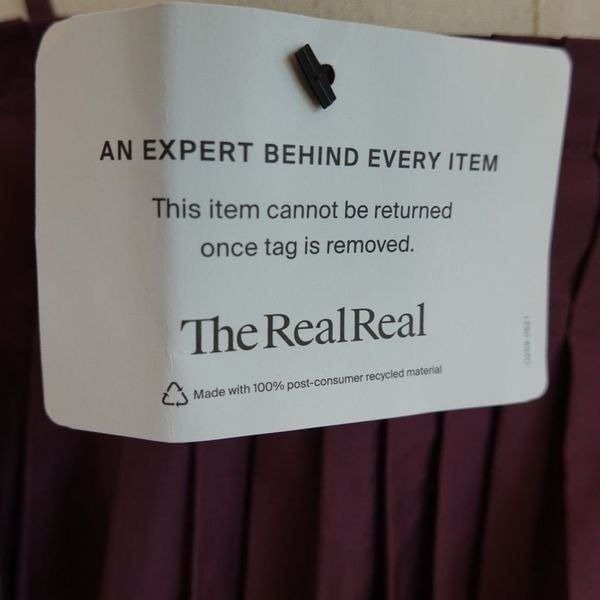 AN EXPERT BEHIND EVERY ITEM
This item cannot be returned
once tag is removed.
The RealReal
Made with 100% post-consumer recycled material